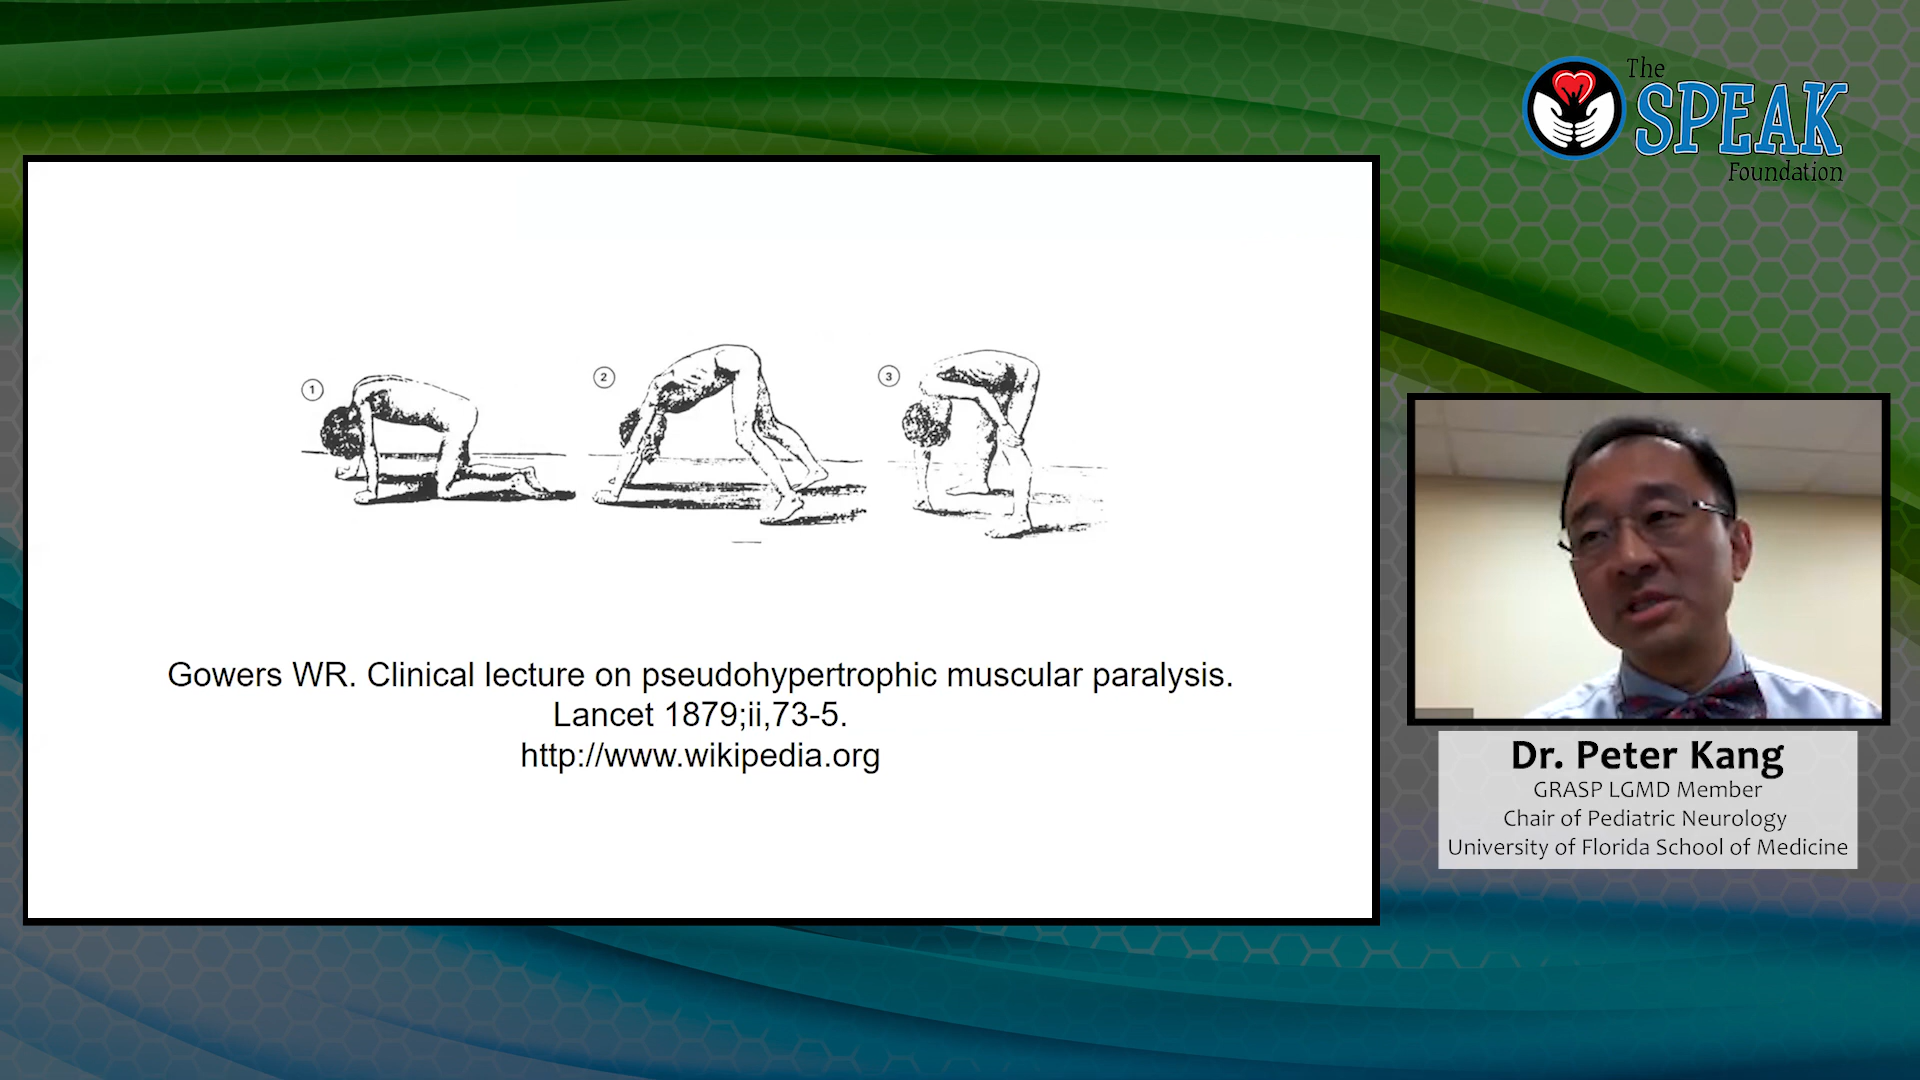 The
SPEAK
Foundation
1
2
3
Gowers WR. Clinical lecture on pseudohypertrophic muscular paralysis.
Lancet 1879;ii,73-5.
http://www.wikipedia.org
Dr. Peter Kang
GRASP LGMD Member
Chair of Pediatric Neurology
University of Florida School of Medicine